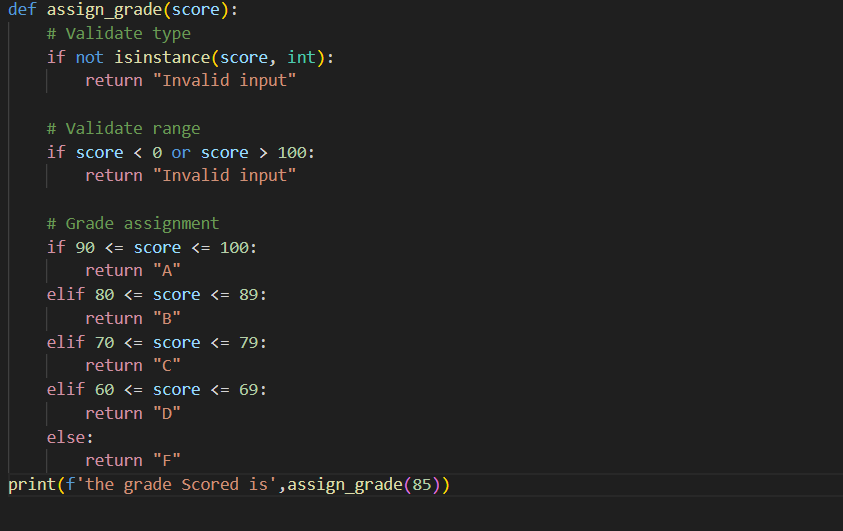 def assign_grade(score):
    # Validate type
    if not isinstance(score, int):
        return "Invalid input"

    # Validate range
    if score < 0 or score > 100:
        return "Invalid input"

    # Grade assignment
    if 90 <= score <= 100:
        return "A"
    elif 80 <= score <= 89:
        return "B"
    elif 70 <= score <= 79:
        return "C"
    elif 60 <= score <= 69:
        return "D"
    else:
        return "F"
print(f'the grade Scored is',assign_grade(85))